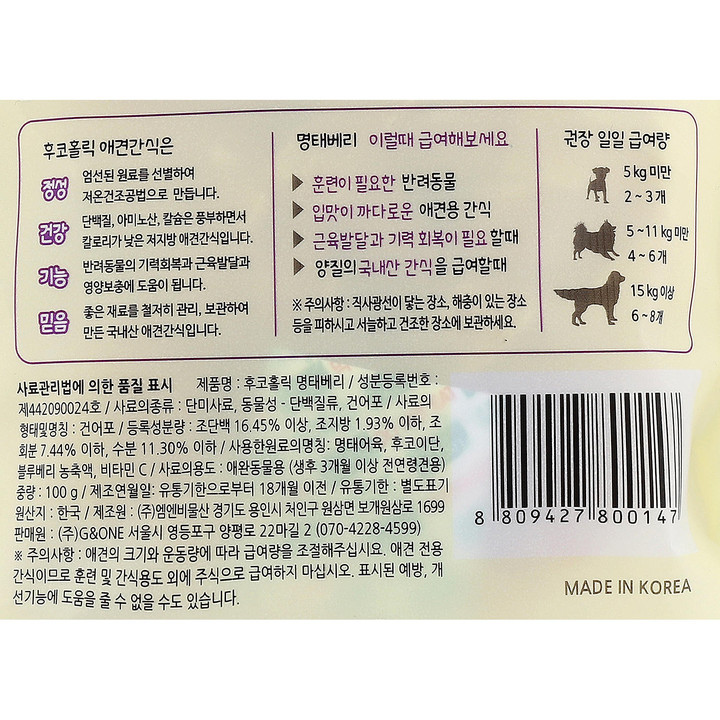 후코홀릭 애견간식은
정성
엄선된 원료를 선별하여
저온건조공법으로 만듭니다.
건강
단백질, 아미노산, 칼슘은 풍부하면서
칼로리가 낮은 저지방 애견간식입니다.
기능
반려동물의 기력회복과 근육발달과
영양보충에 도움이 됩니다.
믿음
좋은 재료를 철저히 관리, 보관하여
만든 국내산 애견간식입니다.
명태베리 이럴때 급여해보세요
훈련이 필요한 반려동물
입맛이 까다로운 애견용 간식
근육발달과 기력 회복이 필요할때
양질의국내산 간식을 급여할때
※ 주의사항 : 직사광선이 닿는 장소, 해충이 있는 장소
등을 피하시고 서늘하고 건조한 장소에 보관하세요.
권장 일일 급여량
5 kg 미만
2 ~ 3 개
5 ~ 11 kg 미만
4 ~ 6개
15 kg 이상
6 ~ 8개
사료관리법에 의한 품질 표시 제품명 : 후코홀릭 명태베리 / 성분등록번호 :
제442090024호 / 사료의종류 : 단미사료, 동물성 - 단백질류, 건어포 / 사료의
형태및명칭 : 건어포 / 등록성분량 : 조단백 16.45% 이상, 조지방 1.93% 이하, 조
회분 7.44% 이하, 수분 11.30% 이하 / 사용한원료의명칭: 명태어육, 후코이단,
블루베리 농축액, 비타민 C / 사료의용도 : 애완동물용 (생후 3개월 이상 전연령견용)
중량 : 100 g / 제조연월일: 유통기한으로부터 18개월 이전 / 유통기한 : 별도표기
원산지 : 한국 / 제조원 : (주)엠엔비물산 경기도 용인시 처인구 원삼면 보개원삼로 1699
판매원 : (주)G&ONE 서울시 영등포구 양평로 22마길 2 (070-4228-4599)
※ 주의사항 : 애견의 크기와 운동량에 따라 급여량을 조절해주십시요. 애견 전용
간식이므로 훈련 및 간식용도 외에 주식으로 급여하지 마십시오. 표시된 예방, 개
선기능에 도움을 줄 수 없을 수도 있습니다.
8 809427 800147
MADE IN KOREA